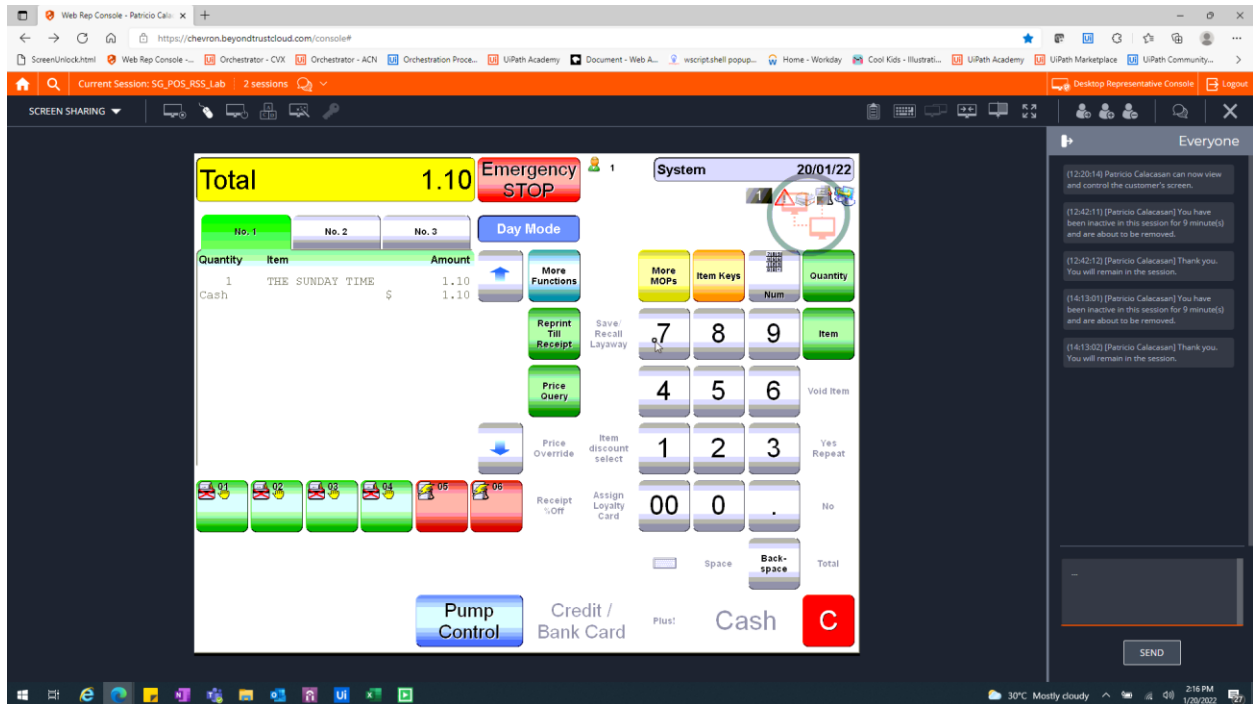 Web Rep Console - Patricio Cala
https://chevron.beyondtrustcloud.com/console#
ScreenUnlock.html Web Rep Console -... Orchestrator - CVX Orchestrator - ACN Orchestration Proce... UiPath Academy Document - Web A... wscript.shell popup... Home - Workday Cool Kids - Illustrati... UiPath Academy UiPath Marketplace UiPath Community...
Current Session: SG_POS_RSS_Lab 2 sessions Desktop Representative Console Logout
SCREEN SHARING
Everyone
(12:20:14) Patricio Calacasan can now view
and control the customer's screen.
(12:42:11) [Patricio Calacasan] You have
been inactive in this session for 9 minute(s)
and are about to be removed.
(12:42:12) [Patricio Calacasan] Thank you.
You will remain in the session.
(14:13:01) [Patricio Calacasan] You have
been inactive in this session for 9 minute(s)
and are about to be removed.
(14:13:02) [Patricio Calacasan] Thank you.
You will remain in the session.
...
SEND
Total 1.10
Emergency
STOP
1
System 20/01/22
1
No. 1 No. 2 No. 3
Day Mode
Quantity Item Amount
1 THE SUNDAY TIME 1.10
Cash $ 1.10
More
Functions
More
MOPs
Item Keys
Num
Quantity
Reprint
Till
Receipt
Save/
Recall
Layaway
7 8 9
Item
Price
Query
4 5 6
Void Item
Price
Override
Item
discount
select
1 2 3
Yes
Repeat
01 02 03 04 05 06
Receipt
%Off
Assign
Loyalty
Card
00 0 .
No
Space
Back-
space
Total
Pump
Control
Credit /
Bank Card
Plus!
Cash
C
30°C Mostly cloudy
2:16 PM
1/20/2022
27